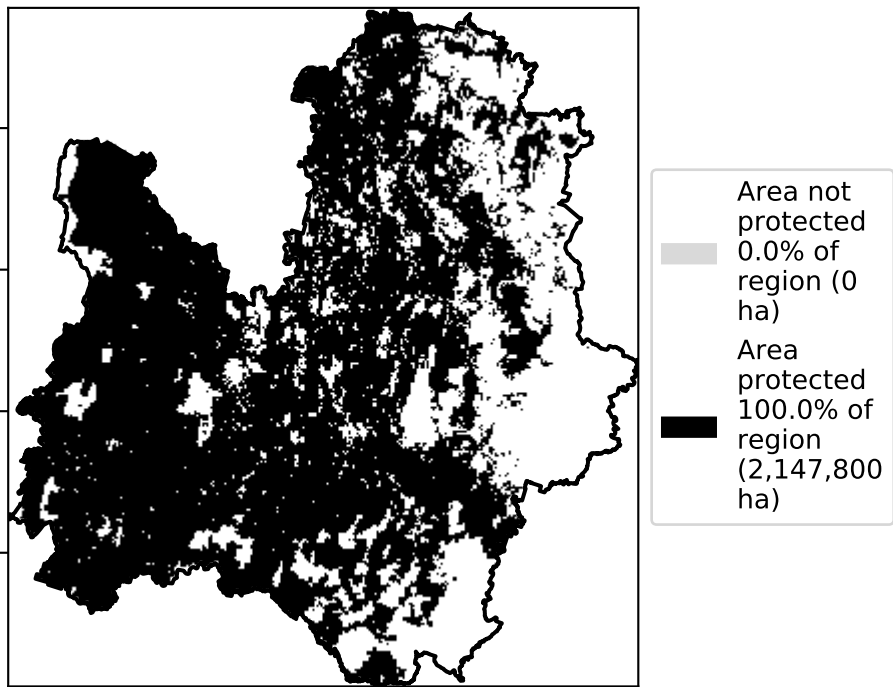 Area not
protected
0.0% of
region (0
ha)
Area
protected
100.0% of
region
(2,147,800
ha)